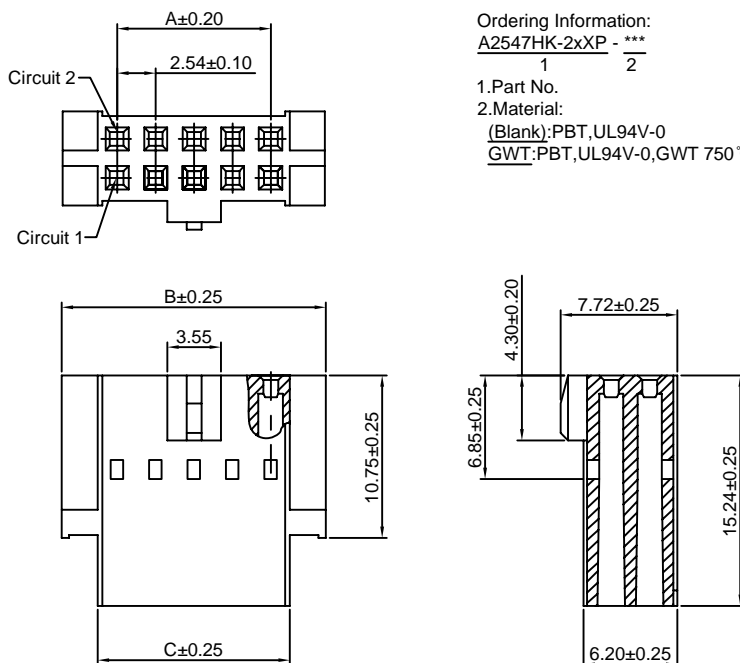 A±0.20
2.54±0.10
Circuit 2
Circuit 1
Ordering Information:
A2547HK-2xXP - ***
1 2
1.Part No.
2.Material:
(Blank):PBT,UL94V-0
GWT:PBT,UL94V-0,GWT 750°
B±0.25
3.55
10.75±0.25
C±0.25
4.30±0.20
7.72±0.25
6.85±0.25
15.24±0.25
6.20±0.25